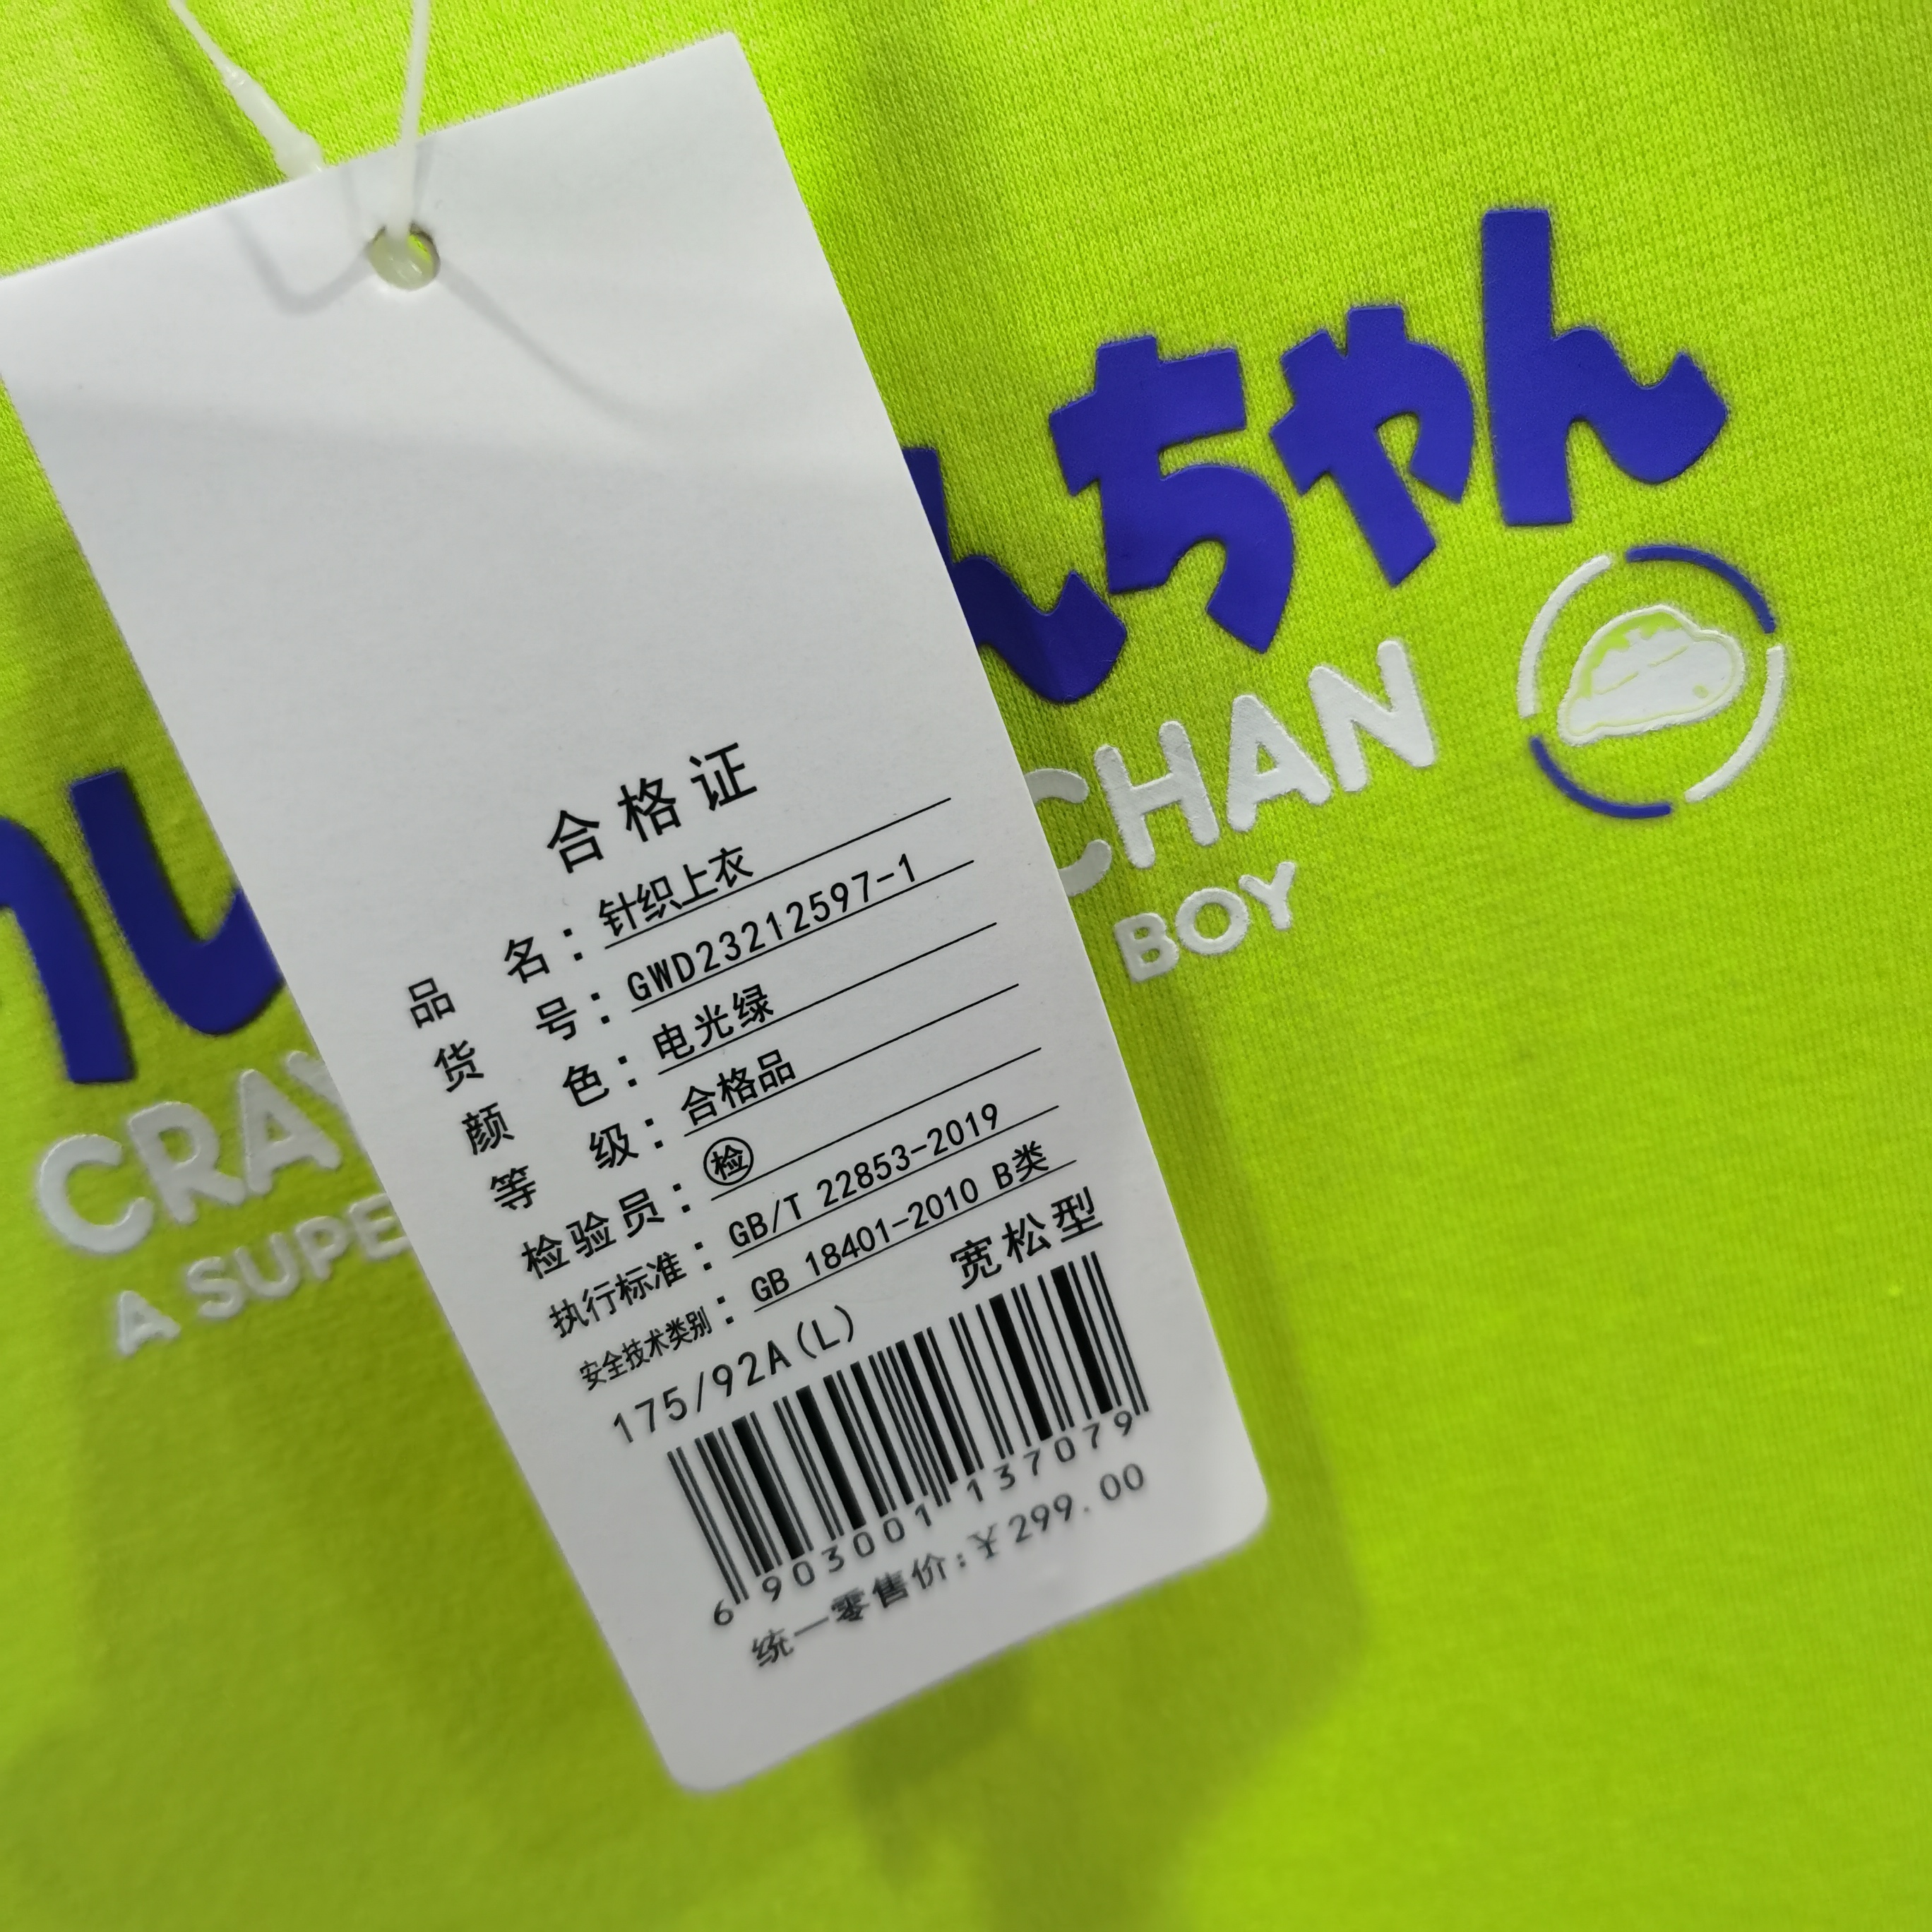 合格证
品名：针织上衣
货号：GWD23212597-1
颜色：电光绿
等级：合格品
检验员：检
执行标准：GB/T 22853-2019
安全技术类别：GB 18401-2010 B类
175/92A(L) 宽松型
6 903001 137079
统一零售价:¥299.00
んちゃん
CHAN
BOY